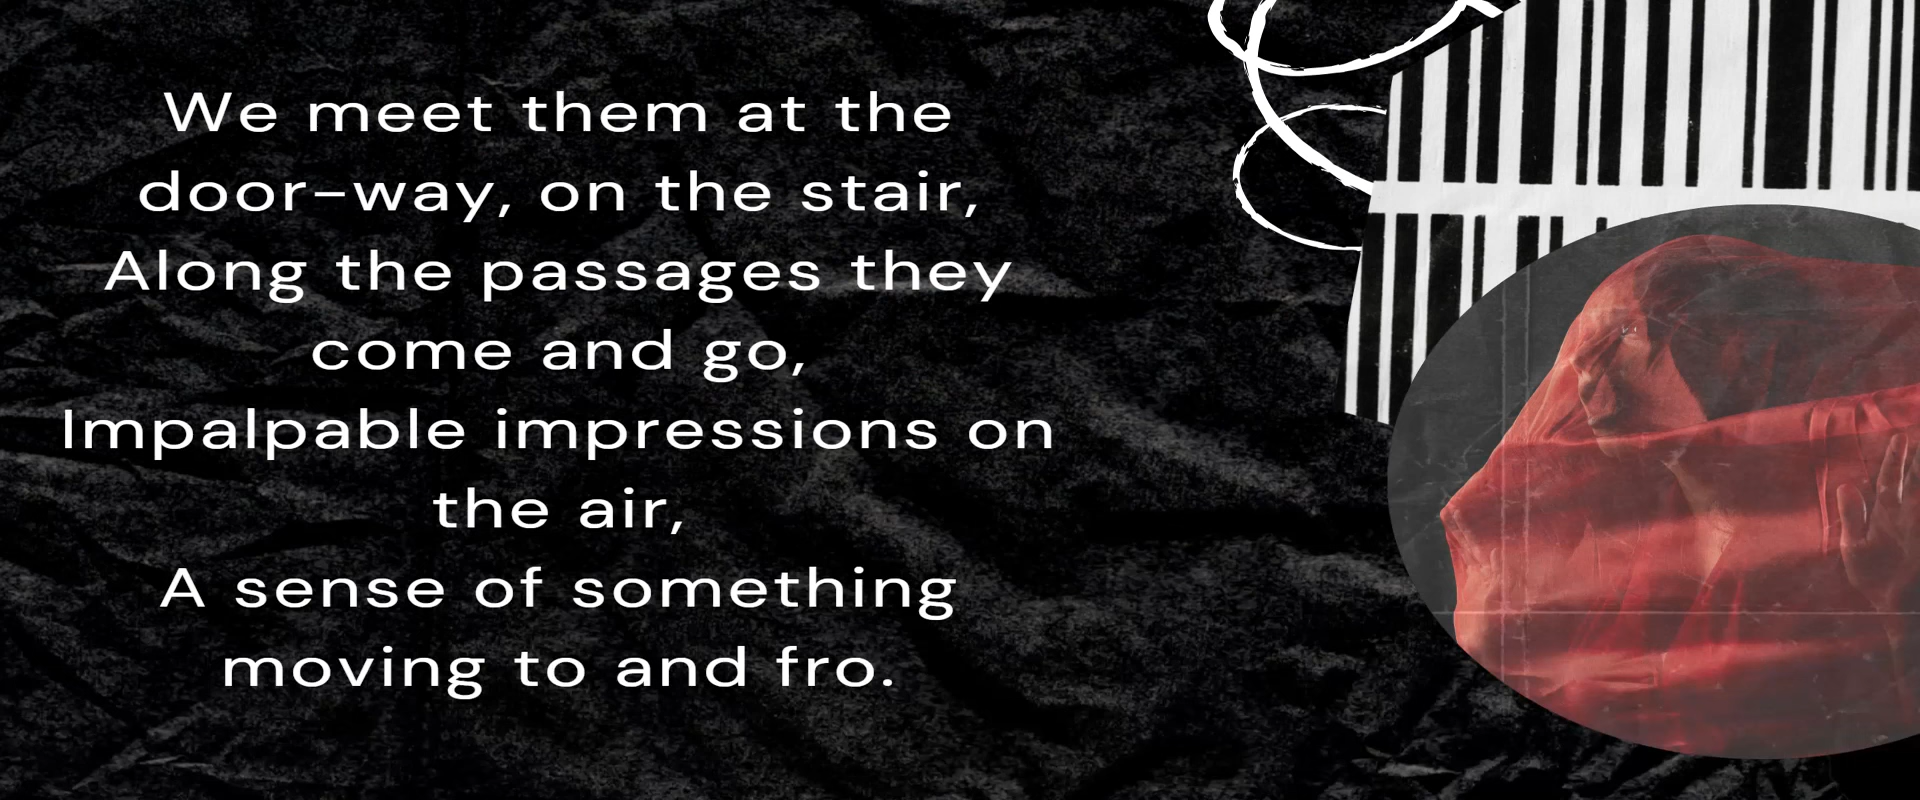 We meet them at the
door–way, on the stair,
Along the passages they
come and go,
Impalpable impressions on
the air,
A sense of something
moving to and fro.